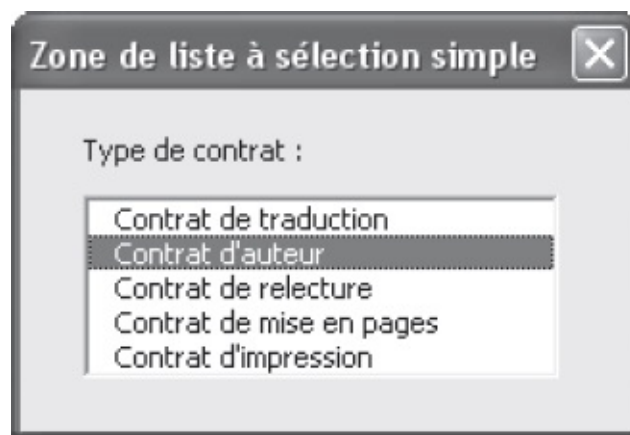 Zone de liste à sélection simple
Type de contrat :
Contrat de traduction
Contrat d'auteur
Contrat de relecture
Contrat de mise en pages
Contrat d'impression